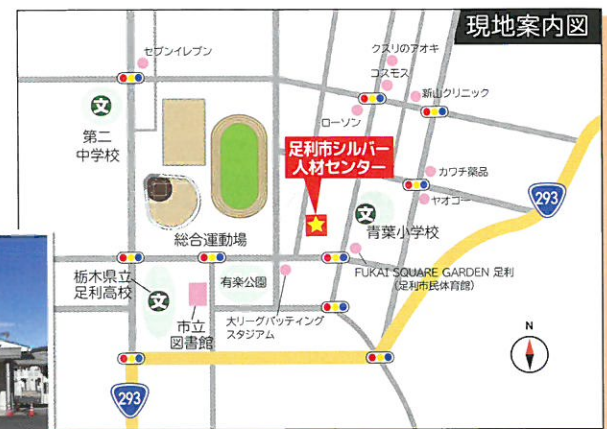 現地案内図
セブンイレブン
クスリのアオキ
コスモス
新山クリニック
文
第二
中学校
ローソン
足利市シルバー
人材センター
カワチ薬品
ヤオコー
293
文
青葉小学校
総合運動場
FUKAI SQUARE GARDEN 足利
(足利市民体育館)
栃木県立
足利高校
文
有楽公園
市立
図書館
大リーグバッティング
スタジアム
N
293